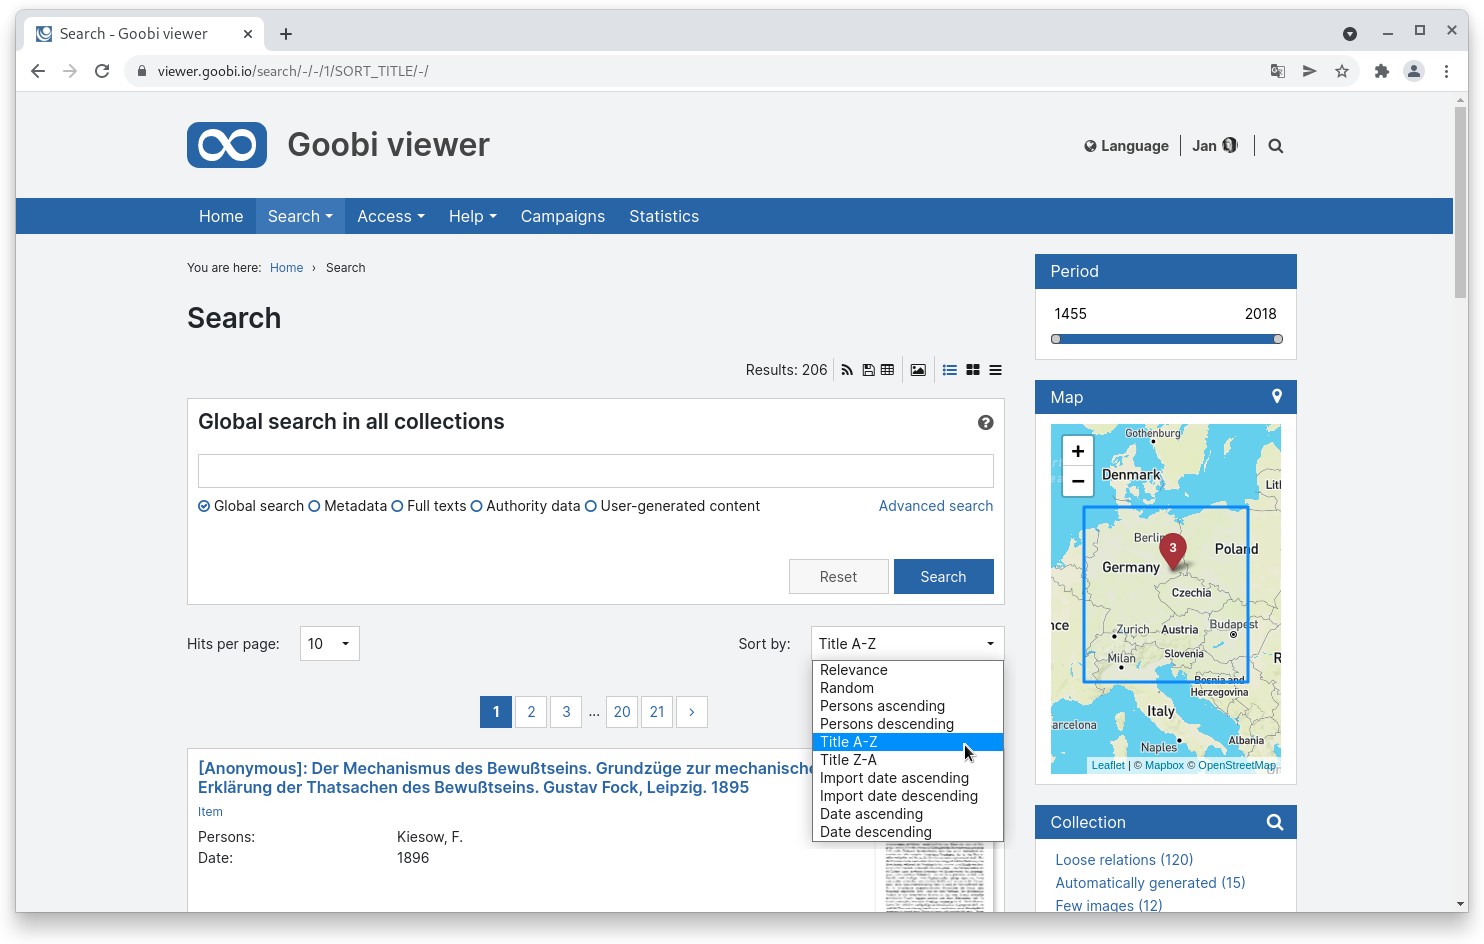 Search - Goobi viewer
viewer.goobi.io/search/-/-/1/SORT_TITLE/-/
Goobi viewer
Language
Jan
Home
Search
Access
Help
Campaigns
Statistics
You are here: Home › Search
Search
Results: 206
Global search in all collections
Global search
Metadata
Full texts
Authority data
User-generated content
Advanced search
Reset
Search
Hits per page: 10
Sort by: Title A-Z
Relevance
Random
Persons ascending
Persons descending
Title A-Z
Title Z-A
Import date ascending
Import date descending
Date ascending
Date descending
1
2
3
...
20
21
›
[Anonymous]: Der Mechanismus des Bewußtseins. Grundzüge zur mechanische
Erklärung der Thatsachen des Bewußtseins. Gustav Fock, Leipzig. 1895
Item
Persons: Kiesow, F.
Date: 1896
Period
1455 2018
Map
+
−
Gothenburg
Denmark
Lith
Berlin
3
Poland
Germany
Czechia
nce
Zurich
Austria
Budapest
Milan
Slovenia
R
Bosnia and
Herzegovina
Italy
arcelona
Albania
Naples
Leaflet | © Mapbox © OpenStreetMap
Collection
Loose relations (120)
Automatically generated (15)
Few images (12)